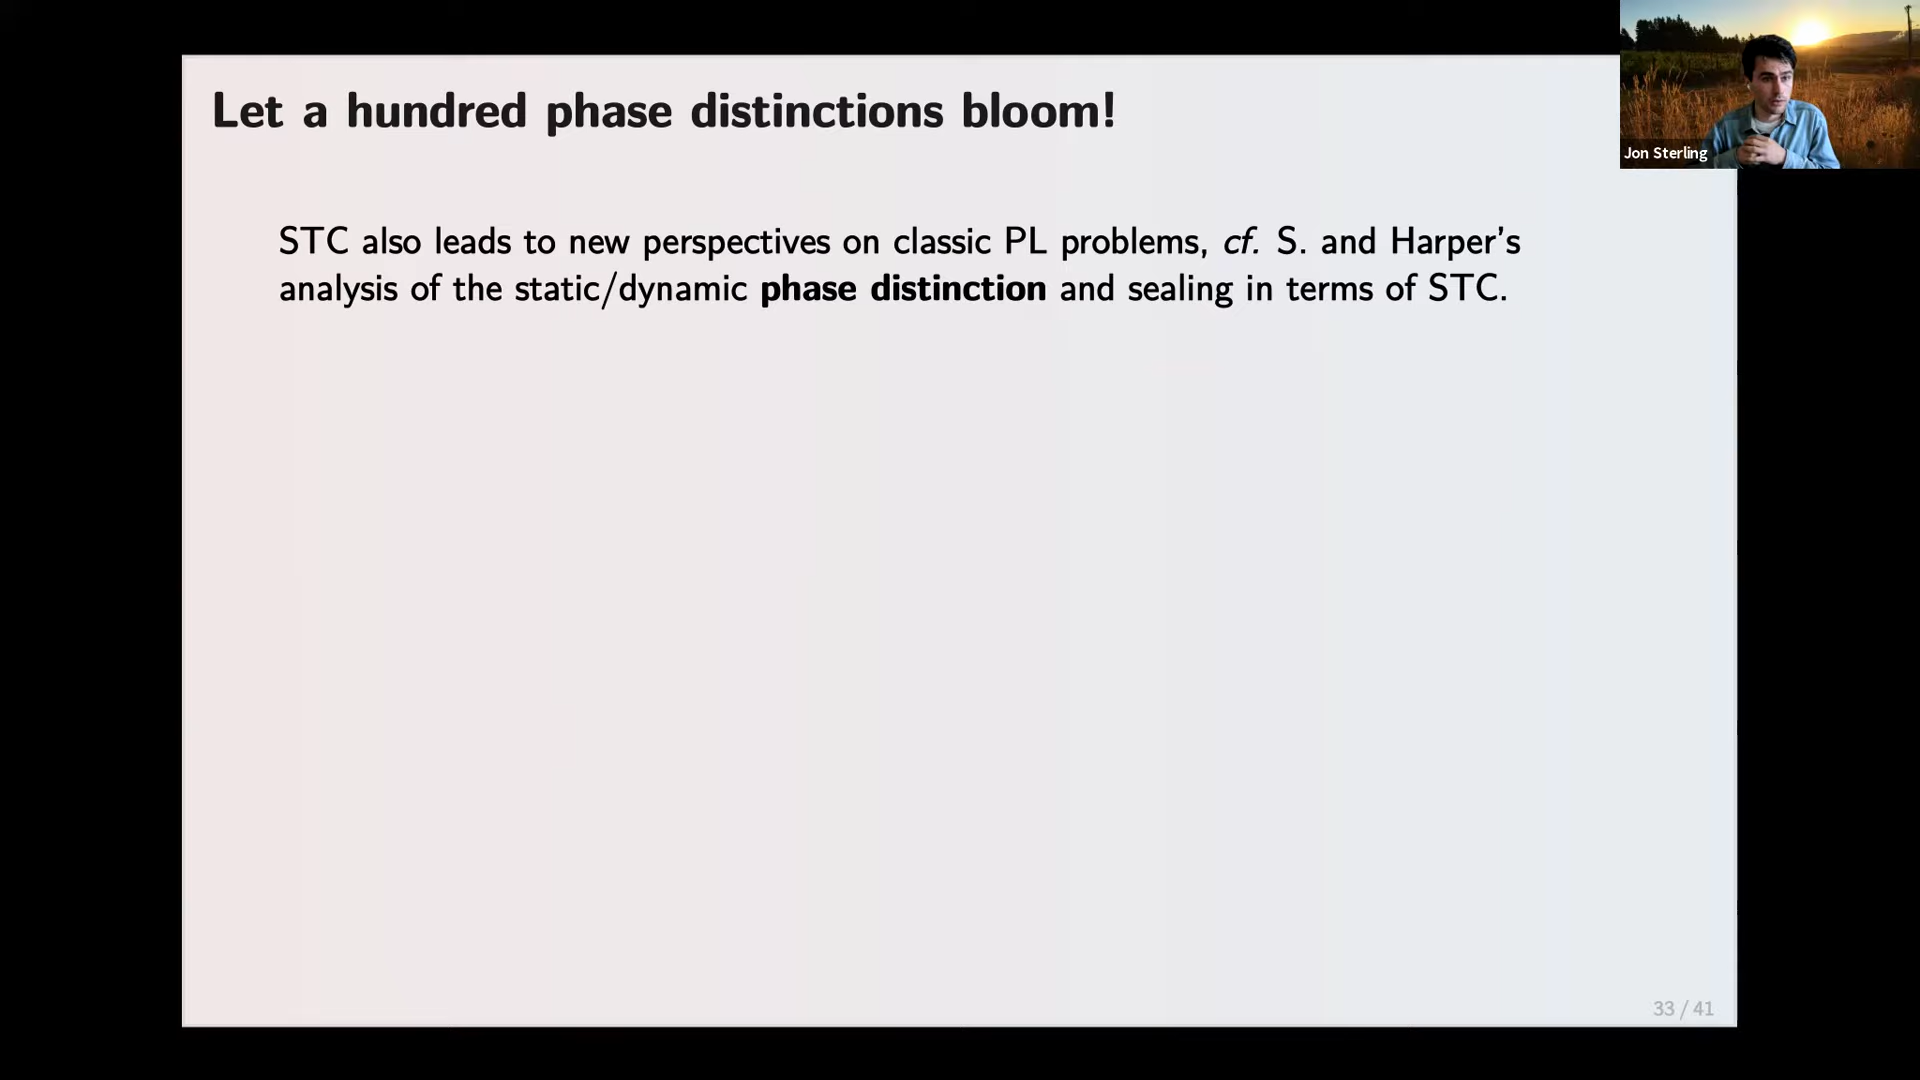 Let a hundred phase distinctions bloom!
Jon Sterling
STC also leads to new perspectives on classic PL problems, cf. S. and Harper’s
analysis of the static/dynamic phase distinction and sealing in terms of STC.
33 / 41